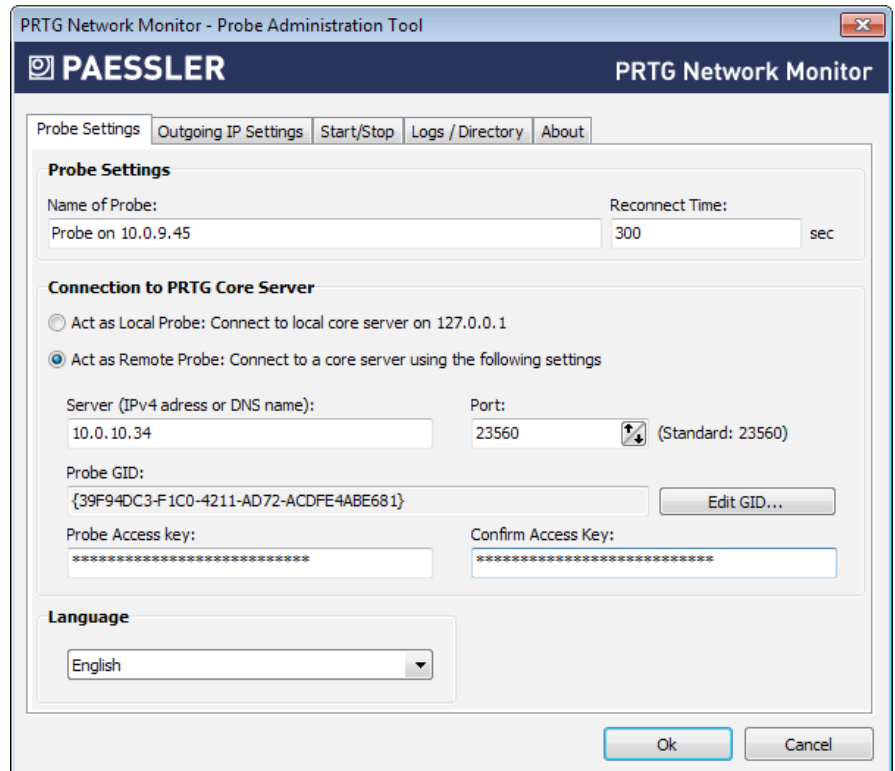 PRTG Network Monitor - Probe Administration Tool
PAESSLER PRTG Network Monitor
Probe Settings Outgoing IP Settings Start/Stop Logs / Directory About
Probe Settings
Name of Probe: Reconnect Time:
Probe on 10.0.9.45 300 sec
Connection to PRTG Core Server
Act as Local Probe: Connect to local core server on 127.0.0.1
Act as Remote Probe: Connect to a core server using the following settings
Server (IPv4 adress or DNS name): Port:
10.0.10.34 23560 (Standard: 23560)
Probe GID:
{39F94DC3-F1C0-4211-AD72-ACDFE4ABE681} Edit GID...
Probe Access key: Confirm Access Key:
*************************** ***************************
Language
English
Ok Cancel